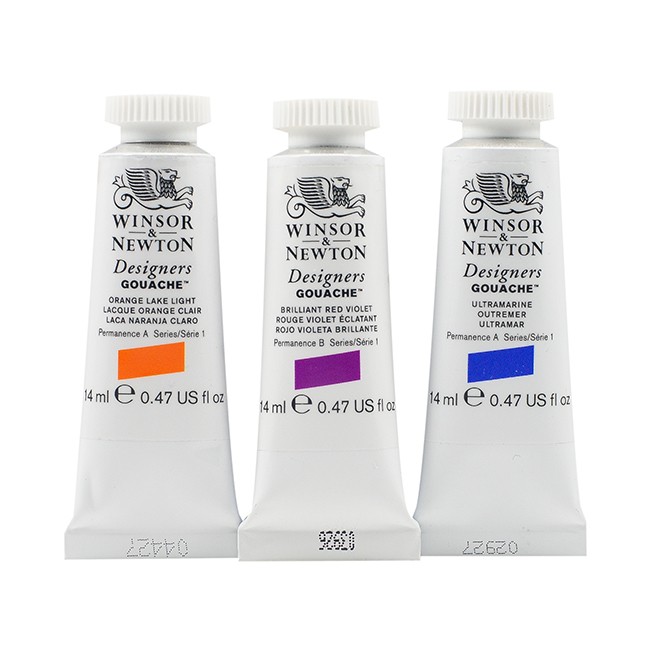 WINSOR
&
NEWTON
Designers
GOUACHE™
ORANGE LAKE LIGHT
LACQUE ORANGE CLAIR
LACA NARANJA CLARO
Permanence A Series/Série 1
14 ml ℮ 0.47 US fl oz
04427
WINSOR
&
NEWTON
Designers
GOUACHE™
BRILLIANT RED VIOLET
ROUGE VIOLET ÉCLATANT
ROJO VIOLETA BRILLANTE
Permanence B Series/Série 1
14 ml ℮ 0.47 US fl oz
WINSOR
&
NEWTON
Designers
GOUACHE™
ULTRAMARINE
OUTREMER
ULTRAMAR
Permanence A Series/Série 1
14 ml ℮ 0.47 US fl oz
02927